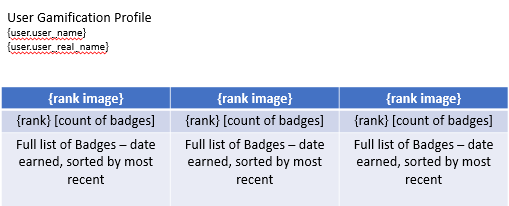 User Gamification Profile
{user.user_name}
{user.user_real_name}
{rank image} {rank image} {rank image}
{rank} [count of badges] {rank} [count of badges] {rank} [count of badges]
Full list of Badges – date Full list of Badges – date Full list of Badges – date
earned, sorted by most earned, sorted by most earned, sorted by most
recent recent recent